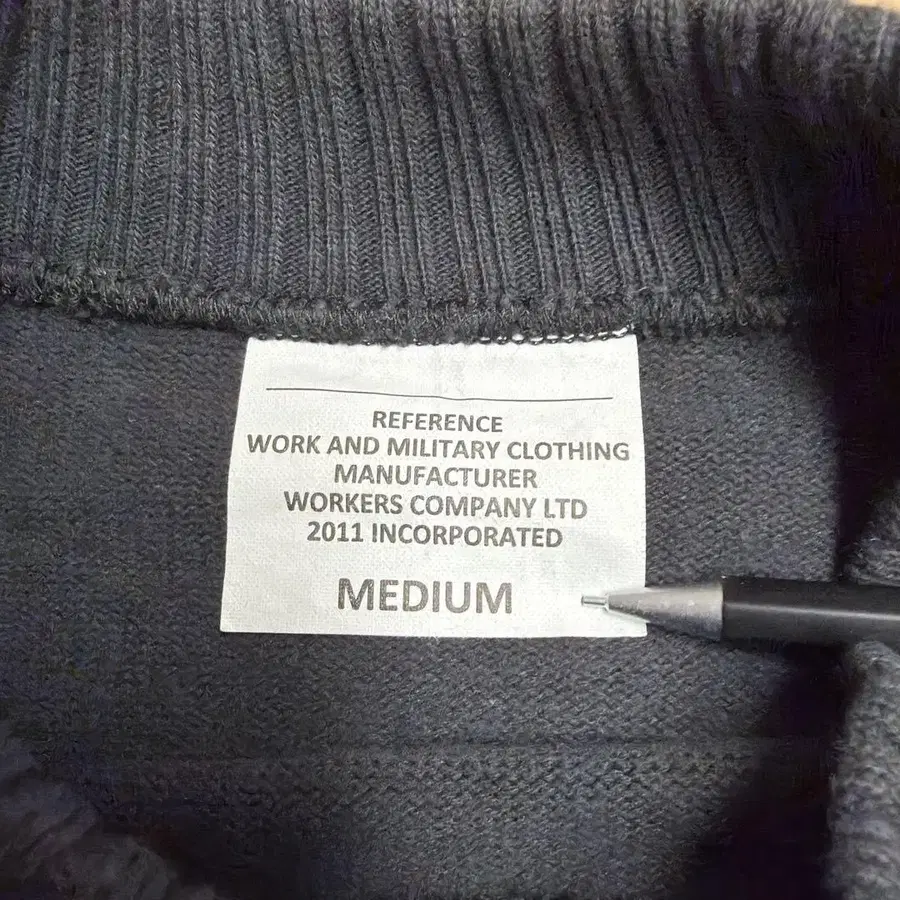 REFERENCE
WORK AND MILITARY CLOTHING
MANUFACTURER
WORKERS COMPANY LTD
2011 INCORPORATED
MEDIUM